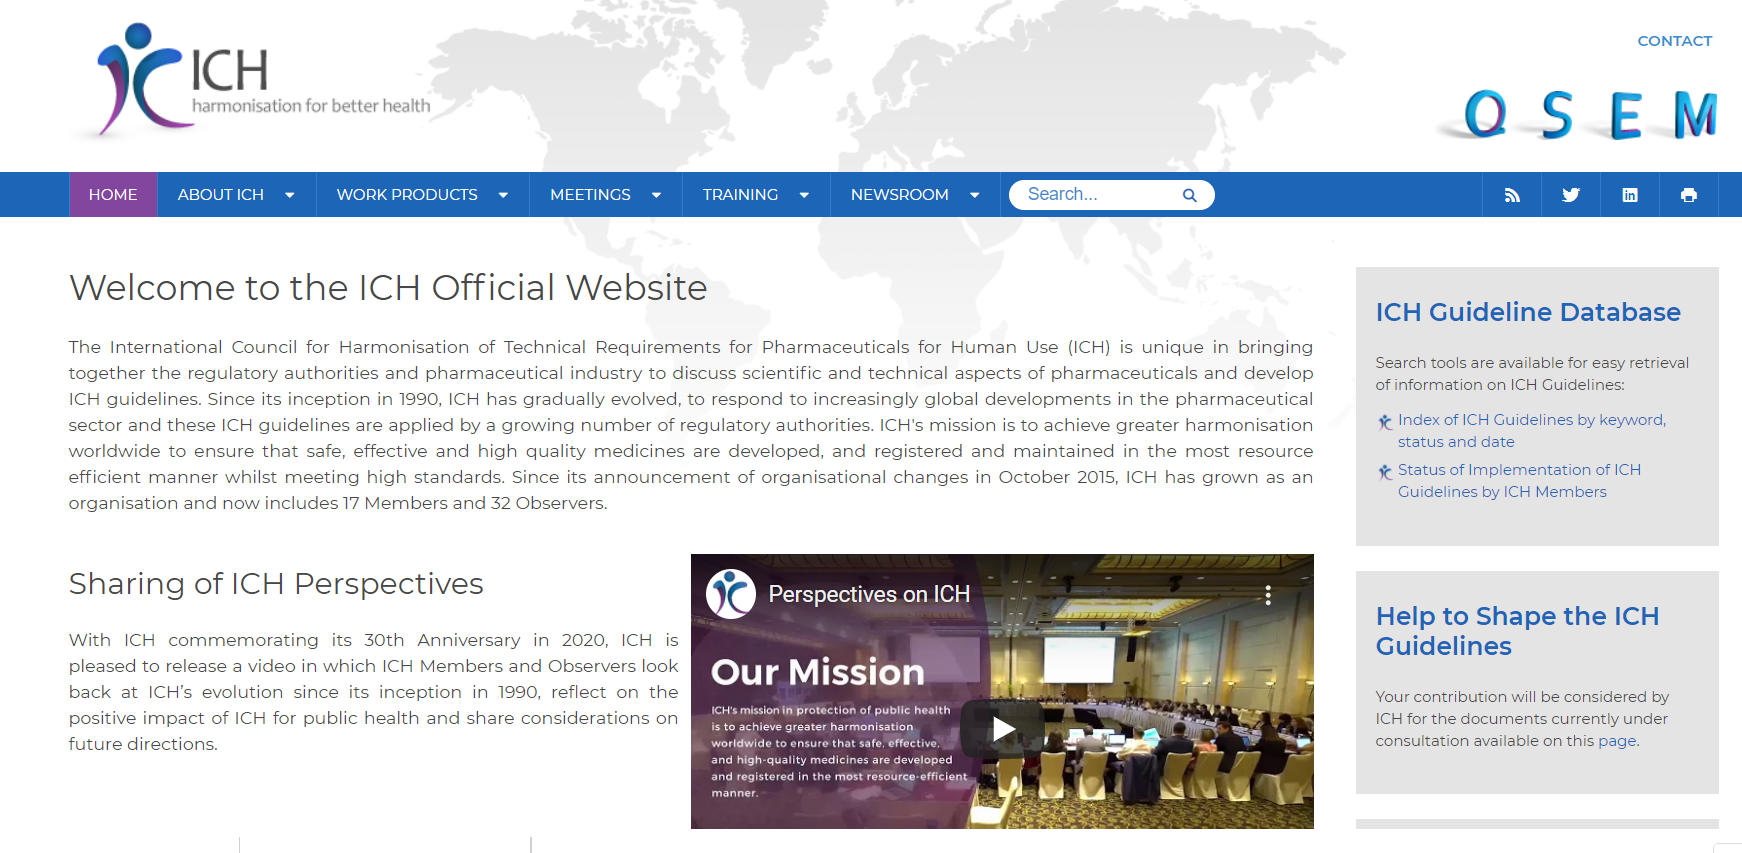 ICH
harmonisation for better health
CONTACT
Q S E M
HOME
ABOUT ICH
WORK PRODUCTS
MEETINGS
TRAINING
NEWSROOM
Search...
Welcome to the ICH Official Website
The International Council for Harmonisation of Technical Requirements for Pharmaceuticals for Human Use (ICH) is unique in bringing
together the regulatory authorities and pharmaceutical industry to discuss scientific and technical aspects of pharmaceuticals and develop
ICH guidelines. Since its inception in 1990, ICH has gradually evolved, to respond to increasingly global developments in the pharmaceutical
sector and these ICH guidelines are applied by a growing number of regulatory authorities. ICH's mission is to achieve greater harmonisation
worldwide to ensure that safe, effective and high quality medicines are developed, and registered and maintained in the most resource
efficient manner whilst meeting high standards. Since its announcement of organisational changes in October 2015, ICH has grown as an
organisation and now includes 17 Members and 32 Observers.
Sharing of ICH Perspectives
With ICH commemorating its 30th Anniversary in 2020, ICH is
pleased to release a video in which ICH Members and Observers look
back at ICH’s evolution since its inception in 1990, reflect on the
positive impact of ICH for public health and share considerations on
future directions.
Perspectives on ICH
Our Mission
ICH's mission in protection of public health
is to achieve greater harmonisation
worldwide to ensure that safe, effective,
and high-quality medicines are developed
and registered in the most resource-efficient
manner.
ICH Guideline Database
Search tools are available for easy retrieval
of information on ICH Guidelines:
Index of ICH Guidelines by keyword,
status and date
Status of Implementation of ICH
Guidelines by ICH Members
Help to Shape the ICH
Guidelines
Your contribution will be considered by
ICH for the documents currently under
consultation available on this page.